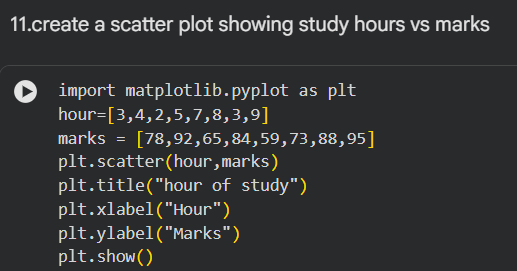 11.create a scatter plot showing study hours vs marks
import matplotlib.pyplot as plt
hour=[3,4,2,5,7,8,3,9]
marks = [78,92,65,84,59,73,88,95]
plt.scatter(hour,marks)
plt.title("hour of study")
plt.xlabel("Hour")
plt.ylabel("Marks")
plt.show()